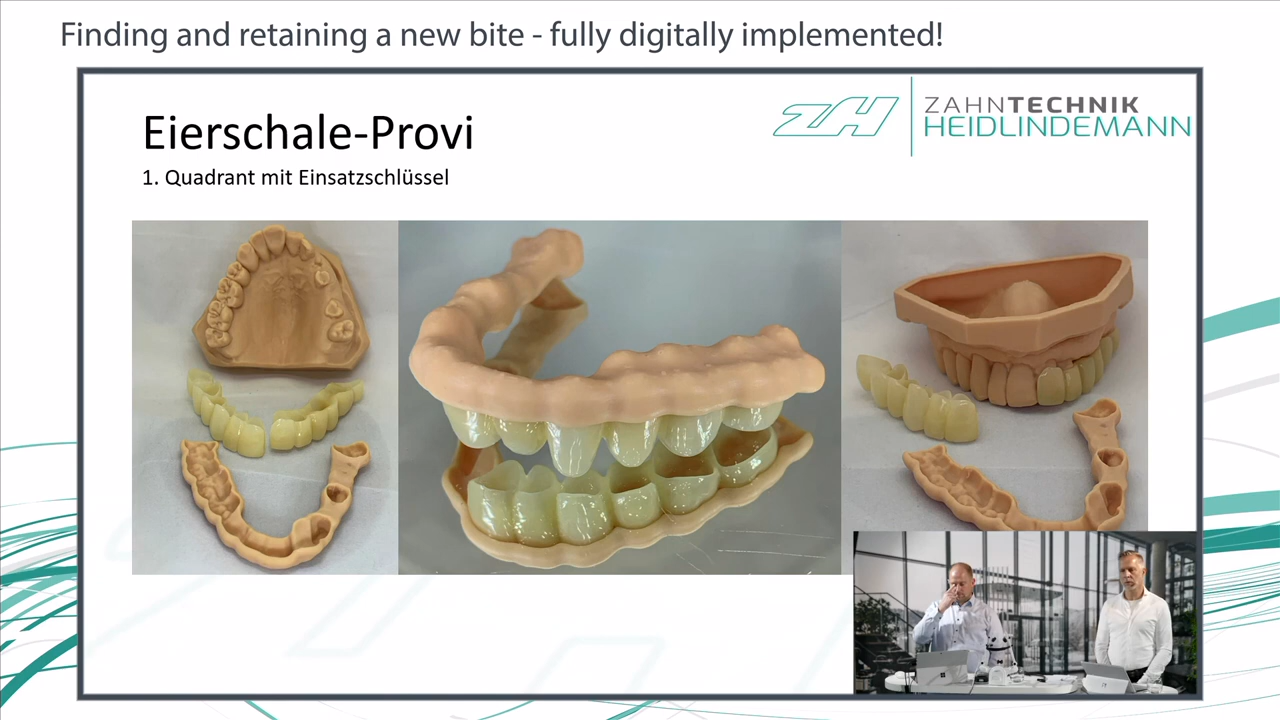 Finding and retaining a new bite - fully digitally implemented!
ZAHNTECHNIK
HEIDLINDEMANN
Eierschale-Provi
1. Quadrant mit Einsatzschlüssel